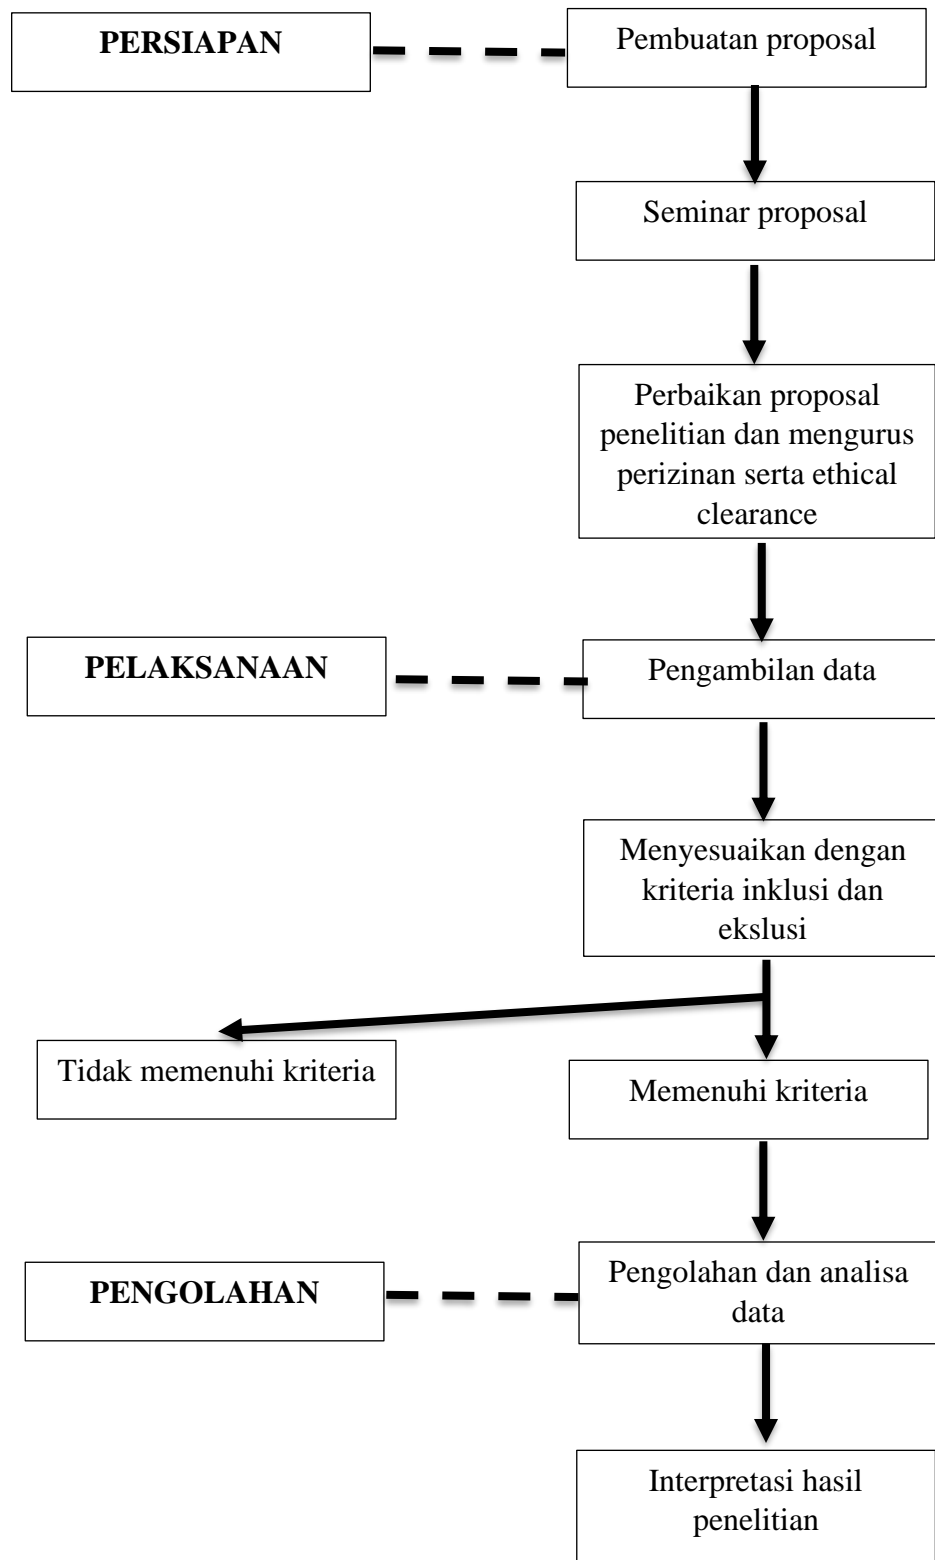 PERSIAPAN
Pembuatan proposal
Seminar proposal
Perbaikan proposal
penelitian dan mengurus
perizinan serta ethical
clearance
PELAKSANAAN
Pengambilan data
Menyesuaikan dengan
kriteria inklusi dan
ekslusi
Tidak memenuhi kriteria
Memenuhi kriteria
PENGOLAHAN
Pengolahan dan analisa
data
Interpretasi hasil
penelitian